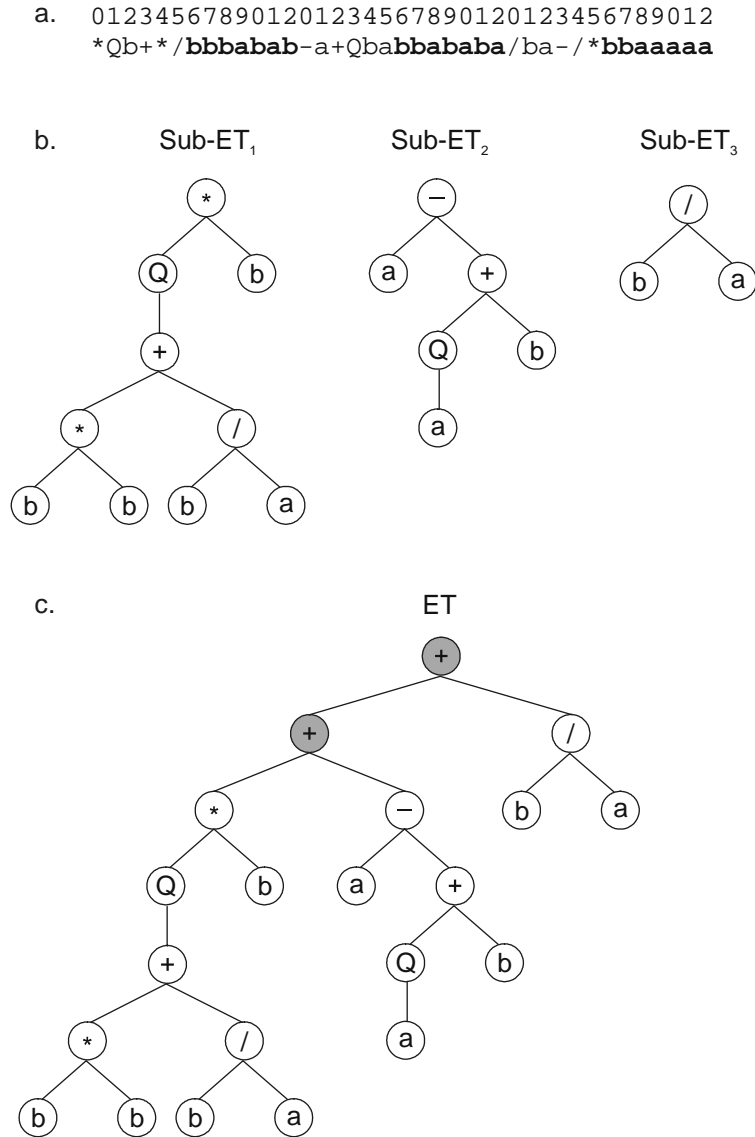 a. 012345678901201234567890120123456789012
*Qb+*/bbbabab-a+Qbabbababa/ba-/*bbaaaaa
b. Sub-ET₁ Sub-ET₂ Sub-ET₃
* − /
Q b a + b a
+ Q b
* / a
b b b a
c. ET
+
+ /
* − b a
Q b a +
+ Q b
* / a
b b b a